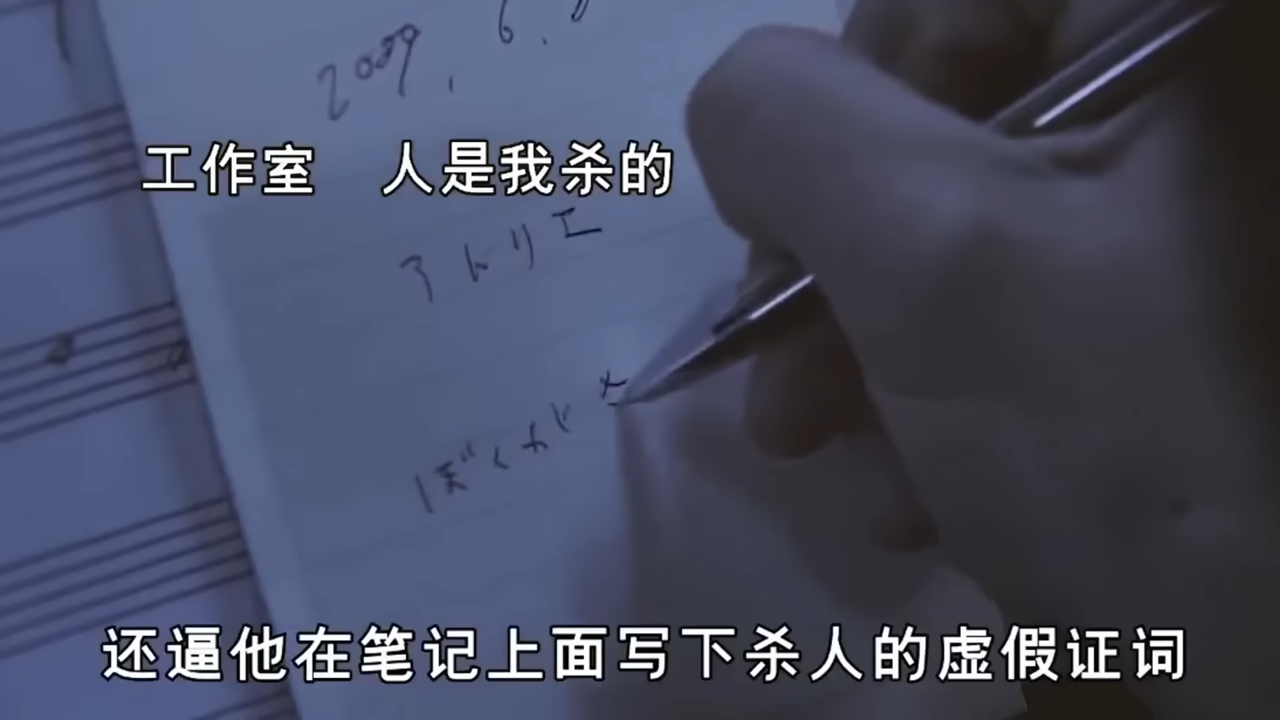 2009. 6.
工作室 人是我杀的
アトリエ
ぼくが
还逼他在笔记上面写下杀人的虚假证词